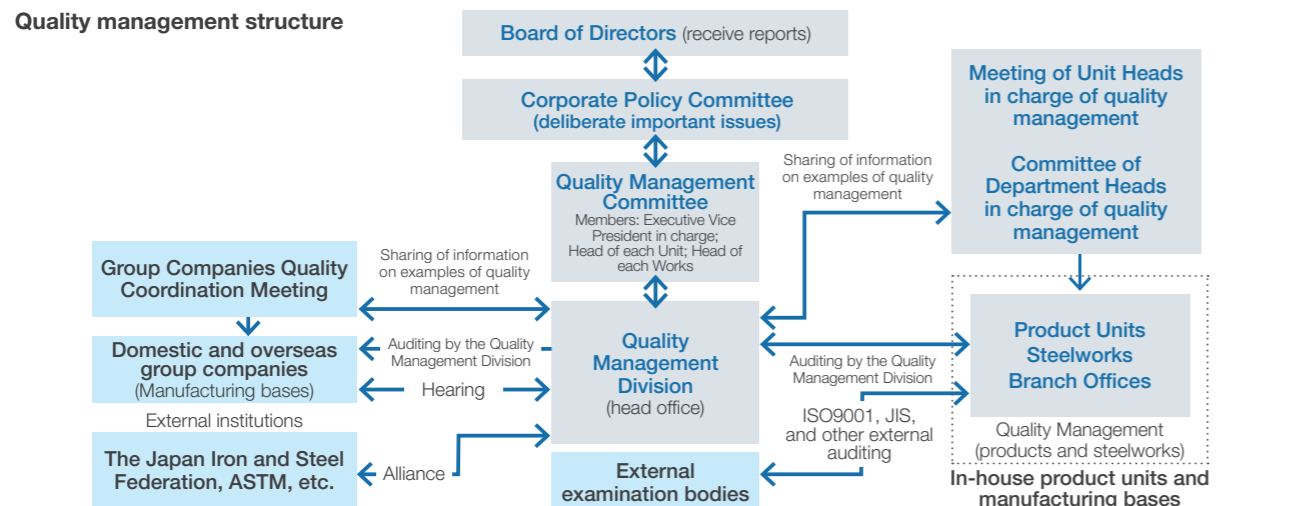 Quality management structure
Board of Directors (receive reports)
Corporate Policy Committee
(deliberate important issues)
Quality Management
Committee
Members: Executive Vice
President in charge;
Head of each Unit; Head of
each Works
Sharing of information
on examples of quality
management
Meeting of Unit Heads
in charge of quality
management
Committee of
Department Heads
in charge of quality
management
Group Companies Quality
Coordination Meeting
Sharing of information
on examples of quality
management
Domestic and overseas
group companies
(Manufacturing bases)
Auditing by the Quality
Management Division
Hearing
Quality
Management
Division
(head office)
Auditing by the Quality
Management Division
Product Units
Steelworks
Branch Offices
Quality Management
(products and steelworks)
In-house product units and
manufacturing bases
External institutions
The Japan Iron and Steel
Federation, ASTM, etc.
Alliance
External
examination bodies
ISO9001, JIS,
and other external
auditing